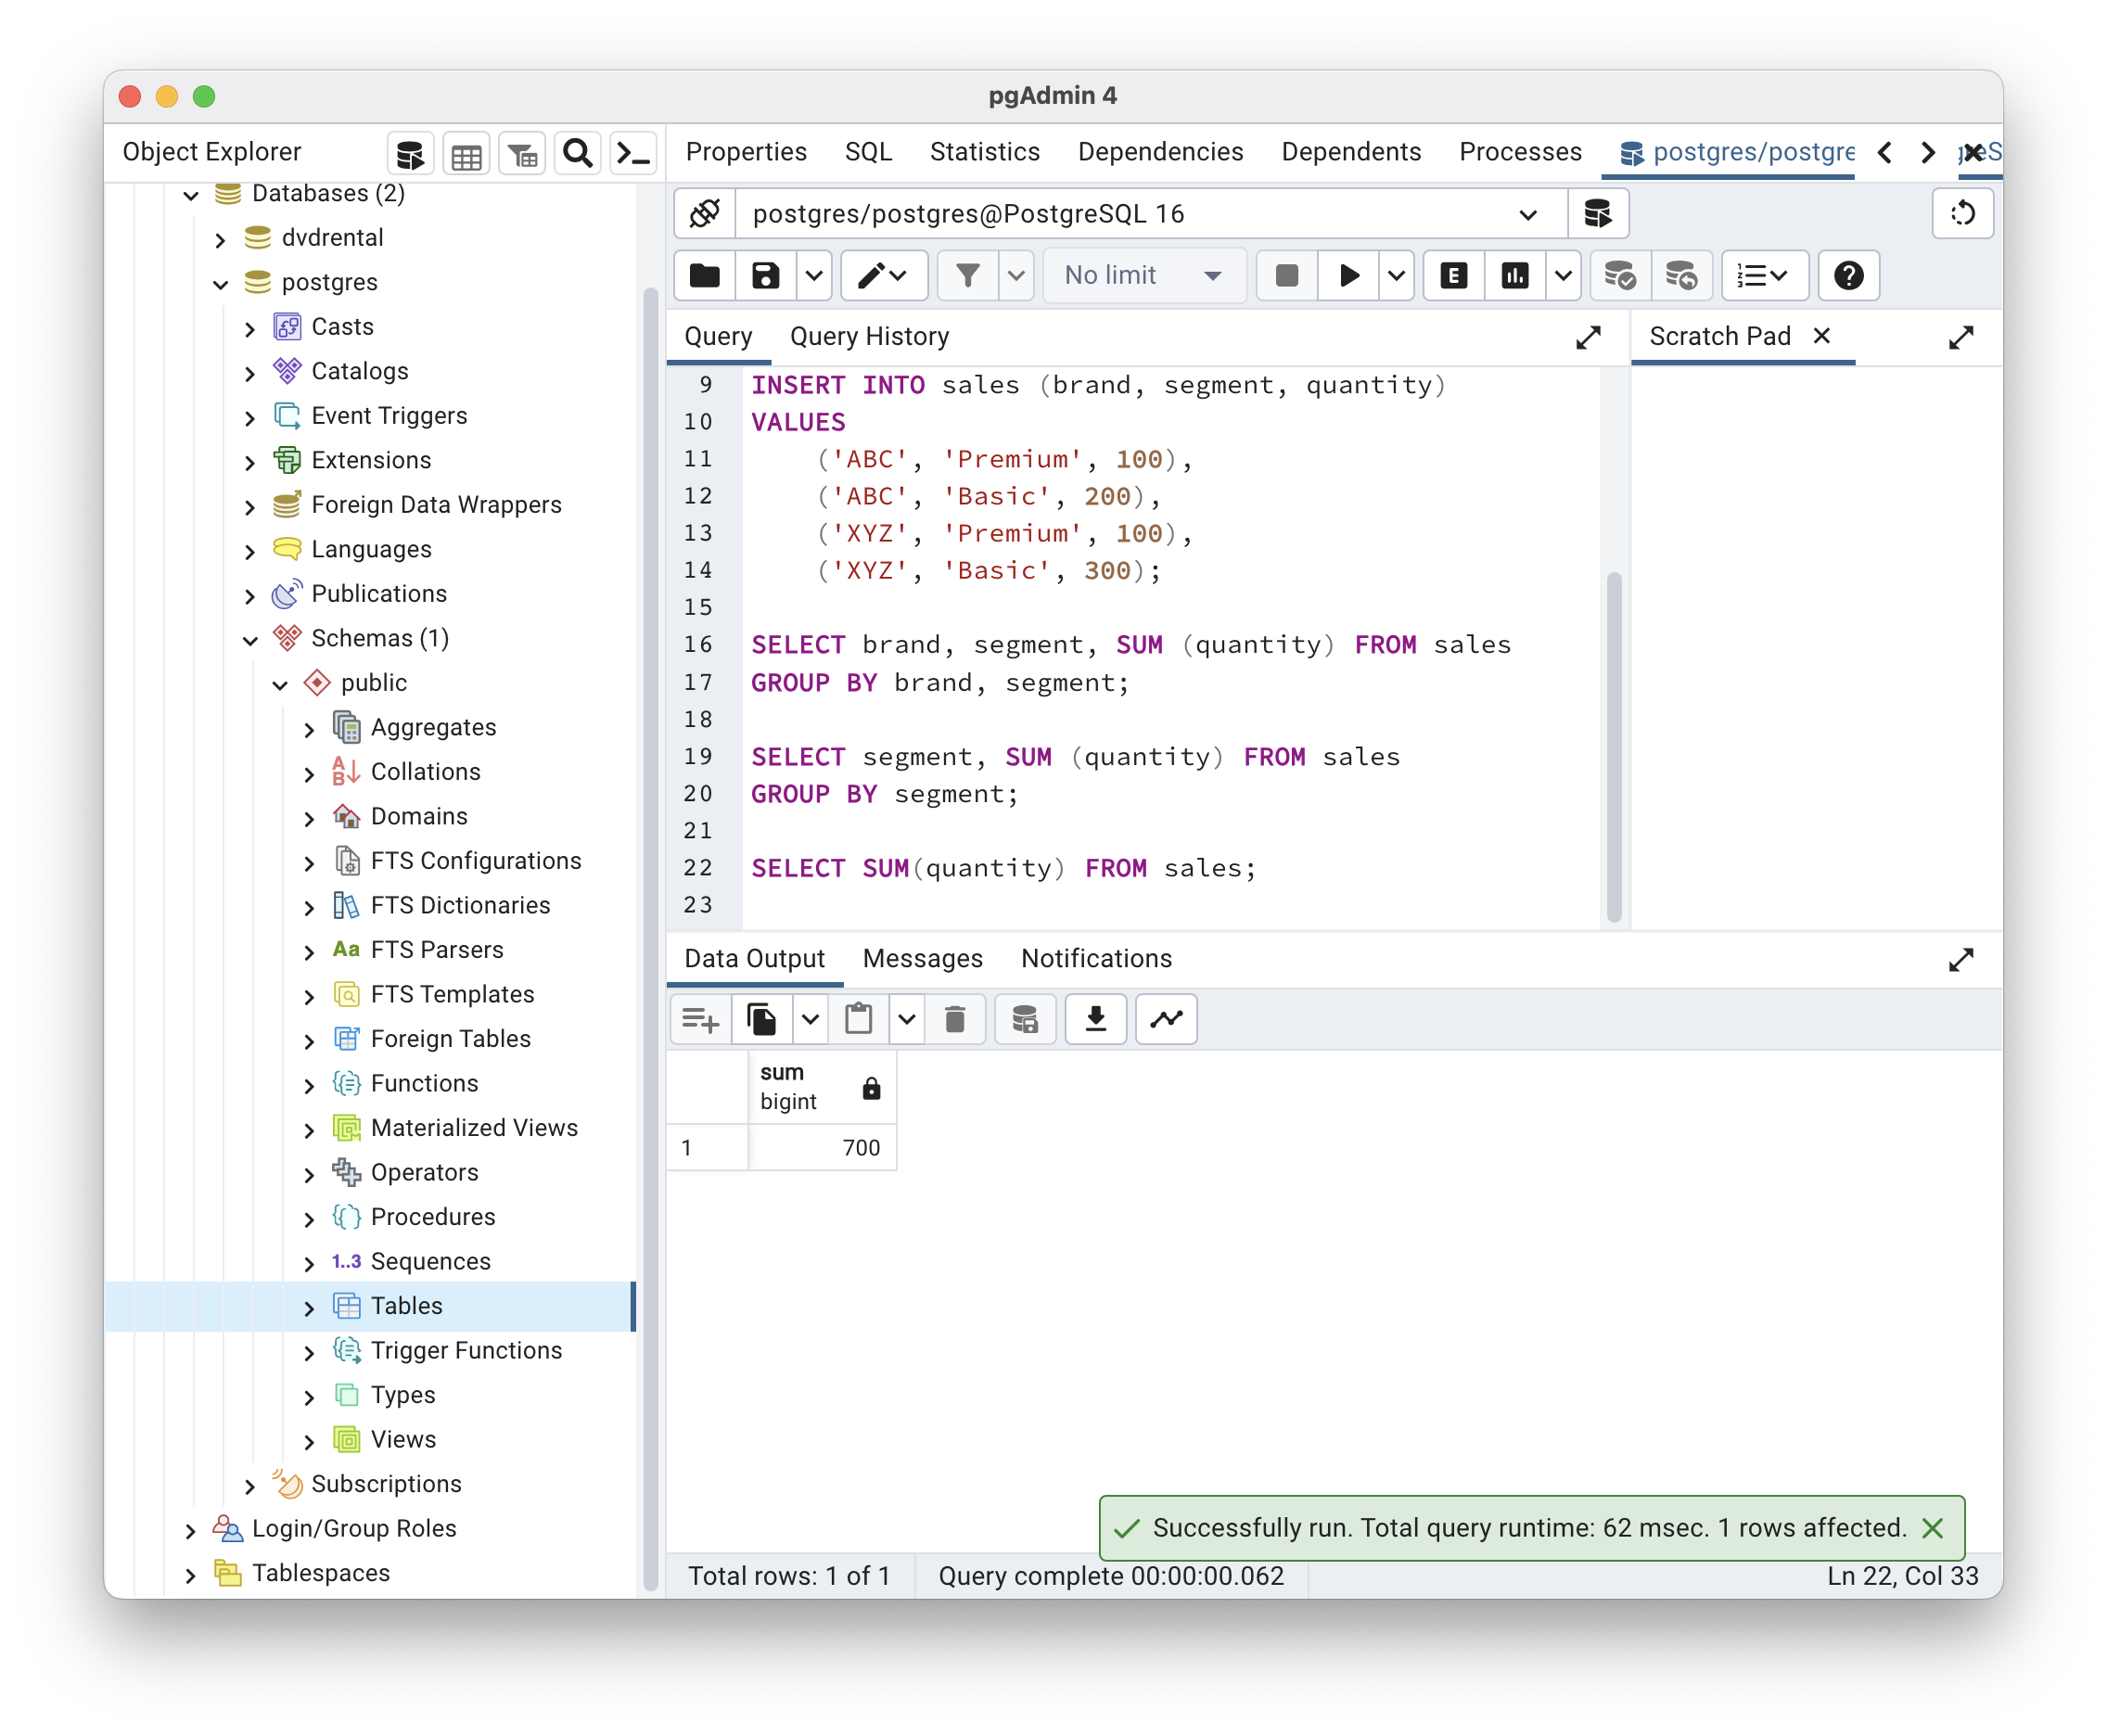 pgAdmin 4
Object Explorer
Databases (2)
dvdrental
postgres
Casts
Catalogs
Event Triggers
Extensions
Foreign Data Wrappers
Languages
Publications
Schemas (1)
public
Aggregates
Collations
Domains
FTS Configurations
FTS Dictionaries
Aa FTS Parsers
FTS Templates
Foreign Tables
Functions
Materialized Views
Operators
Procedures
1..3 Sequences
Tables
Trigger Functions
Types
Views
Subscriptions
Login/Group Roles
Tablespaces
Properties SQL Statistics Dependencies Dependents Processes postgres/postgre
postgres/postgres@PostgreSQL 16
No limit
E
Query Query History
Scratch Pad
9 INSERT INTO sales (brand, segment, quantity)
10 VALUES
11 ('ABC', 'Premium', 100),
12 ('ABC', 'Basic', 200),
13 ('XYZ', 'Premium', 100),
14 ('XYZ', 'Basic', 300);
15
16 SELECT brand, segment, SUM (quantity) FROM sales
17 GROUP BY brand, segment;
18
19 SELECT segment, SUM (quantity) FROM sales
20 GROUP BY segment;
21
22 SELECT SUM(quantity) FROM sales;
23
Data Output Messages Notifications
sum
bigint
1 700
Successfully run. Total query runtime: 62 msec. 1 rows affected.
Total rows: 1 of 1 Query complete 00:00:00.062 Ln 22, Col 33